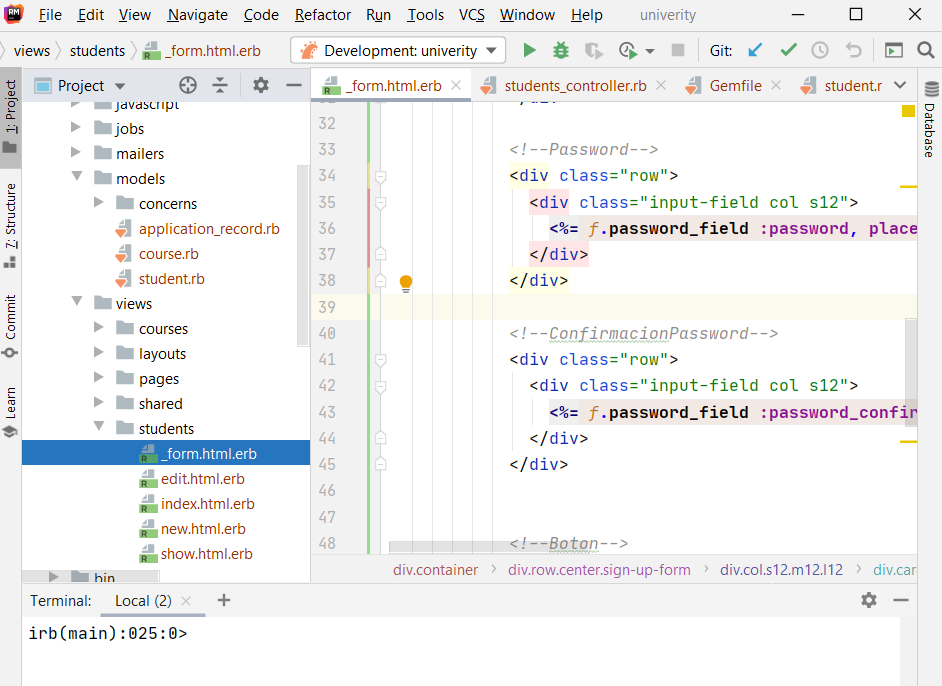 RM File Edit View Navigate Code Refactor Run Tools VCS Window Help univerity
views students _form.html.erb Development: univerity Git:
1: Project
7: Structure
Commit
Learn
Project
javascript
jobs
mailers
models
concerns
application_record.rb
course.rb
student.rb
views
courses
layouts
pages
shared
students
_form.html.erb
edit.html.erb
index.html.erb
new.html.erb
show.html.erb
bin
_form.html.erb students_controller.rb Gemfile student.r
32
33 <!--Password-->
34 <div class="row">
35 <div class="input-field col s12">
36 <%= f.password_field :password, place
37 </div>
38 </div>
39
40 <!--ConfirmacionPassword-->
41 <div class="row">
42 <div class="input-field col s12">
43 <%= f.password_field :password_confir
44 </div>
45 </div>
46
47
48 <!--Boton-->
div.container div.row.center.sign-up-form div.col.s12.m12.l12 div.car
Database
Terminal: Local (2)
irb(main):025:0>